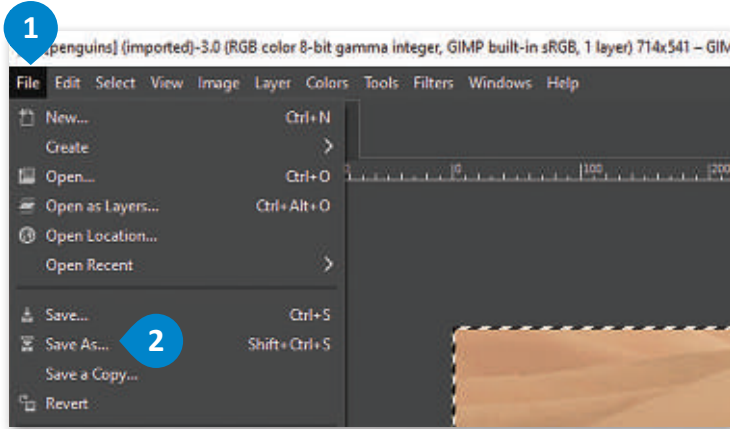 1
[penguins] (imported)-3.0 (RGB color 8-bit gamma integer, GIMP built-in sRGB, 1 layer) 714x541 – GIM
File Edit Select View Image Layer Colors Tools Filters Windows Help
New... Ctrl+N
Create >
Open... Ctrl+O
0 100 200
Open as Layers... Ctrl+Alt+O
Open Location...
Open Recent >
Save... Ctrl+S
Save As... 2 Shift+Ctrl+S
Save a Copy...
Revert